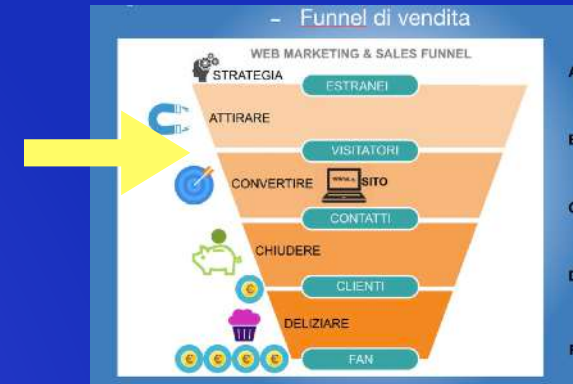 - Funnel di vendita
WEB MARKETING & SALES FUNNEL
STRATEGIA
ESTRANEI
ATTIRARE
VISITATORI
CONVERTIRE
SITO
CONTATTI
CHIUDERE
CLIENTI
DELIZIARE
FAN